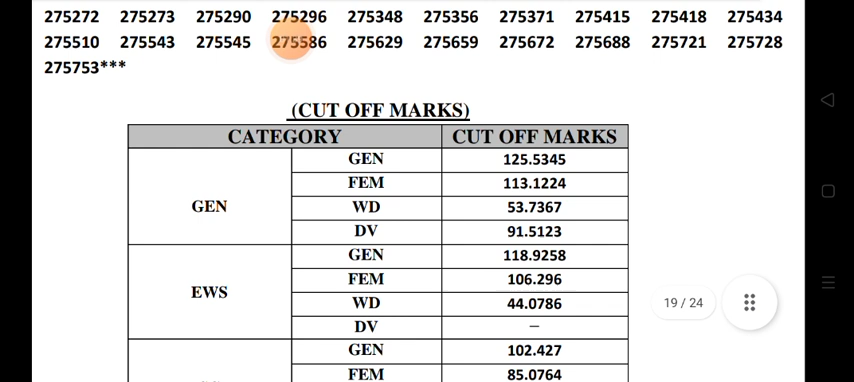 275272 275273 275290 275296 275348 275356 275371 275415 275418 275434
275510 275543 275545 275586 275629 275659 275672 275688 275721 275728
275753***
(CUT OFF MARKS)
CATEGORY CUT OFF MARKS
GEN 125.5345
FEM 113.1224
GEN
WD 53.7367
DV 91.5123
GEN 118.9258
FEM 106.296
EWS
WD 44.0786
19 / 24
DV –
GEN 102.427
FEM 85.0764